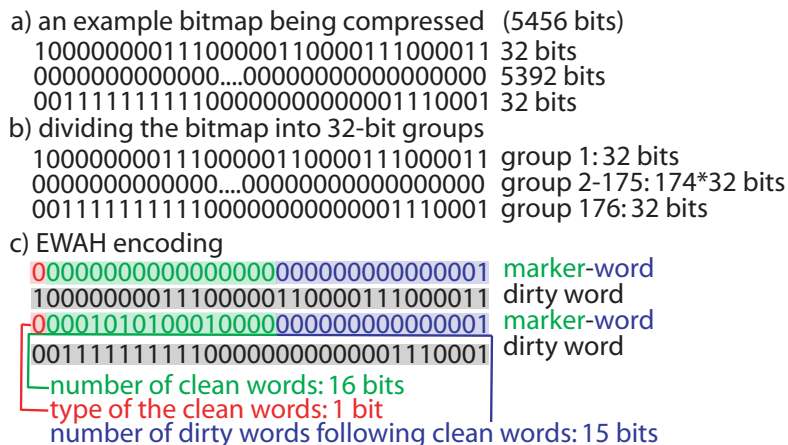 a) an example bitmap being compressed (5456 bits)
10000000011100000110000111000011 32 bits
0000000000000....00000000000000000 5392 bits
00111111111100000000000001110001 32 bits
b) dividing the bitmap into 32-bit groups
10000000011100000110000111000011 group 1: 32 bits
0000000000000....00000000000000000 group 2-175: 174*32 bits
00111111111100000000000001110001 group 176: 32 bits
c) EWAH encoding
00000000000000000000000000000001 marker-word
10000000011100000110000111000011 dirty word
00001010100010000000000000000001 marker-word
00111111111100000000000001110001 dirty word
number of clean words: 16 bits
type of the clean words: 1 bit
number of dirty words following clean words: 15 bits